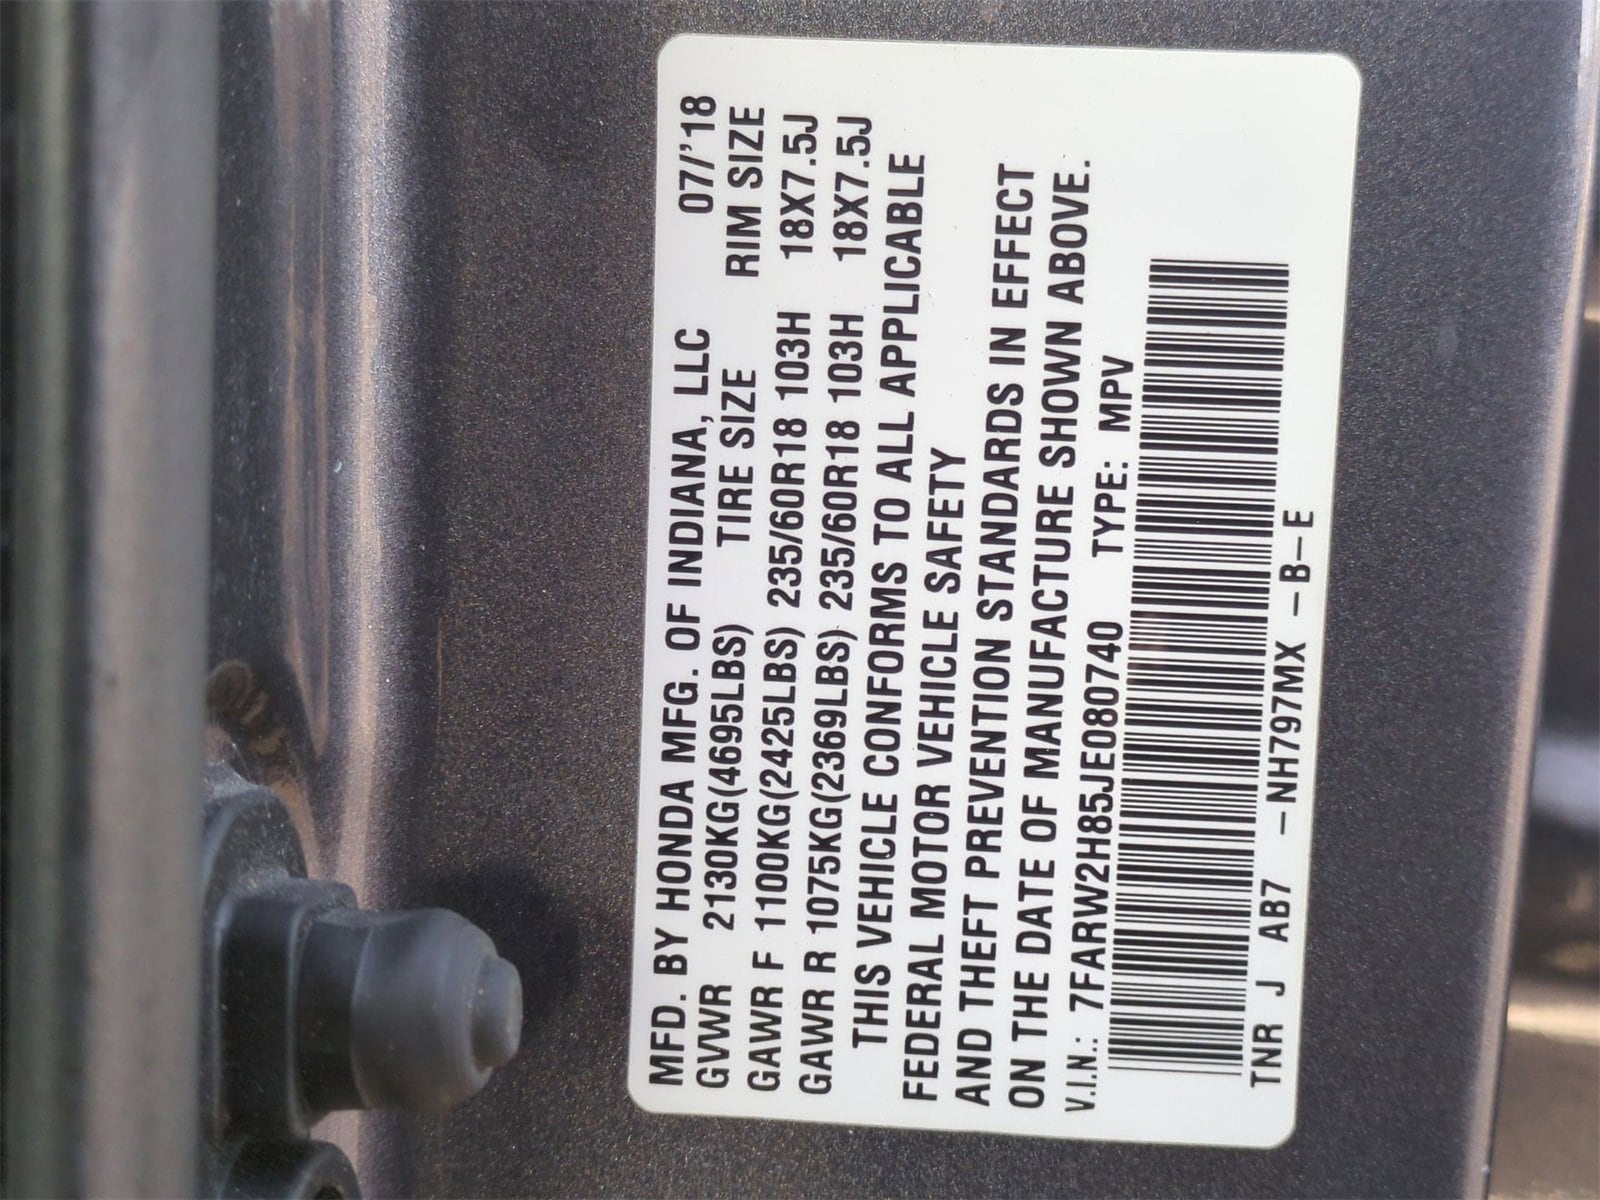 MFD. BY HONDA MFG. OF INDIANA, LLC 07/'18
GVWR 2130KG(4695LBS) TIRE SIZE RIM SIZE
GAWR F 1100KG(2425LBS) 235/60R18 103H 18X7.5J
GAWR R 1075KG(2369LBS) 235/60R18 103H 18X7.5J
THIS VEHICLE CONFORMS TO ALL APPLICABLE
FEDERAL MOTOR VEHICLE SAFETY
AND THEFT PREVENTION STANDARDS IN EFFECT
ON THE DATE OF MANUFACTURE SHOWN ABOVE.
V.I.N.: 7FARW2H85JE080740 TYPE: MPV
TNR J AB7 -NH797MX -B-E